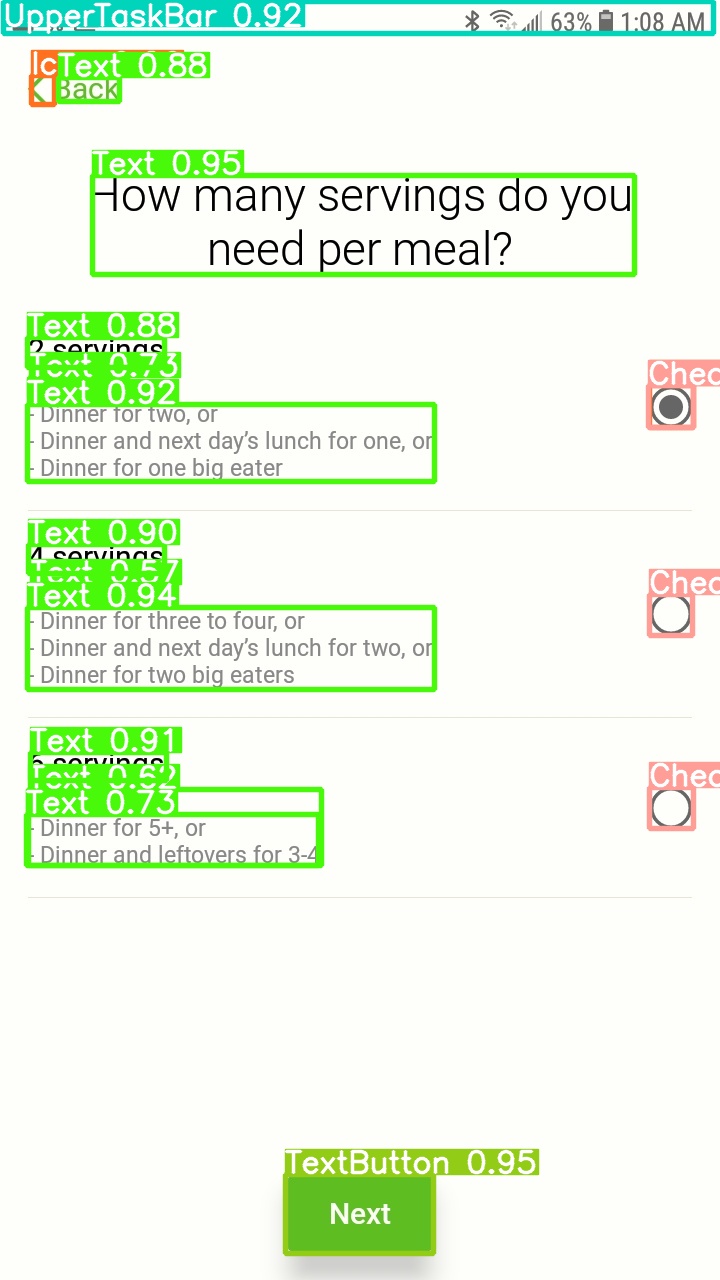 UpperTaskBar 0.92
63% 1:08 AM
Text 0.88
Back
Text 0.95
How many servings do you
need per meal?
Text 0.88
2 servings
Text 0.73
Text 0.92
- Dinner for two, or
- Dinner and next day's lunch for one, or
- Dinner for one big eater
Text 0.90
4 servings
Text 0.57
Text 0.94
- Dinner for three to four, or
- Dinner and next day's lunch for two, or
- Dinner for two big eaters
Text 0.91
6 servings
Text 0.62
Text 0.73
- Dinner for 5+, or
- Dinner and leftovers for 3-4
TextButton 0.95
Next